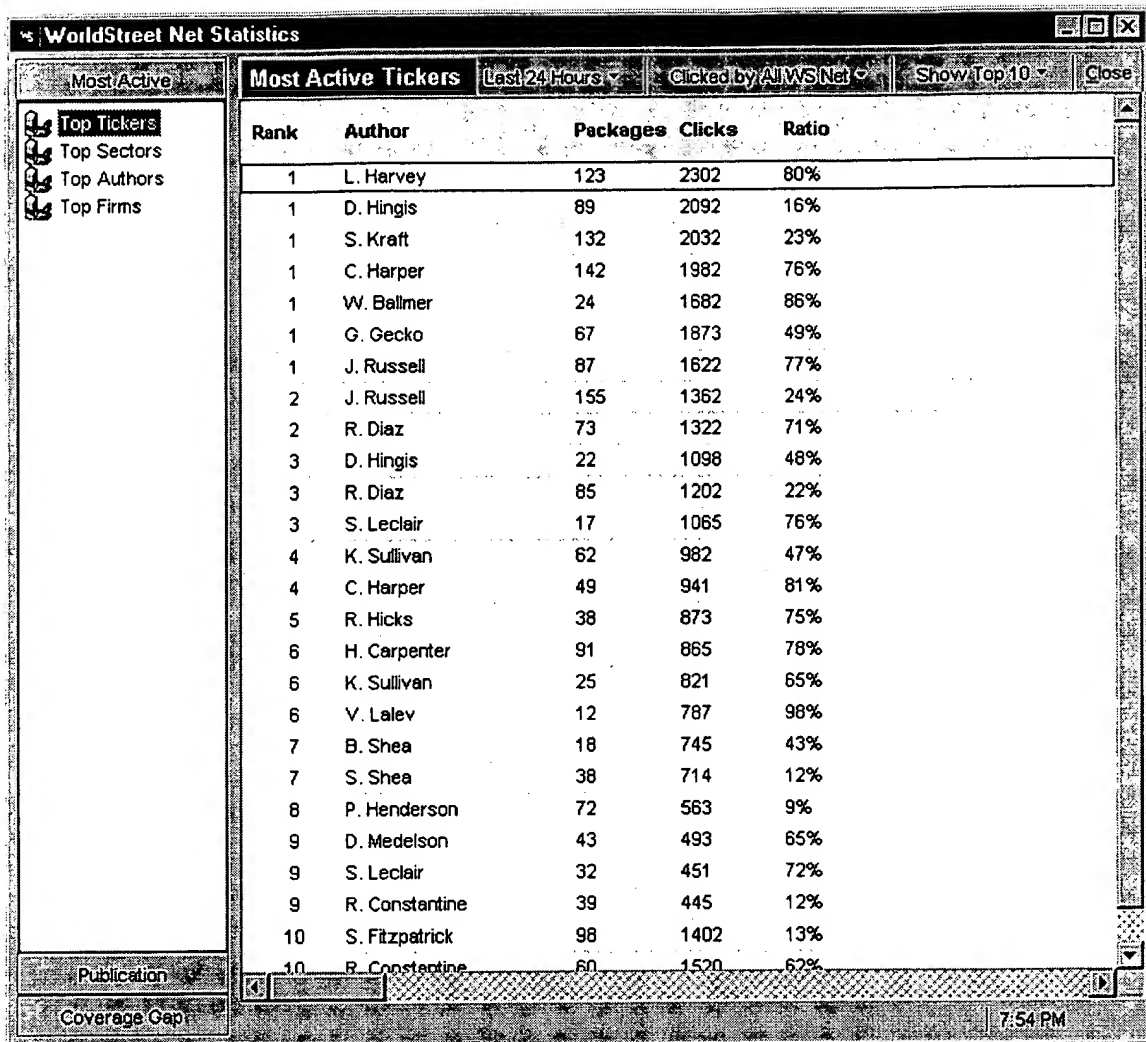 WS WorldStreet Net Statistics
Most Active
Most Active Tickers Last 24 Hours Clicked by All WS Net Show Top 10 Close
Top Tickers
Top Sectors
Top Authors
Top Firms
Rank Author Packages Clicks Ratio
1 L. Harvey 123 2302 80%
1 D. Hingis 89 2092 16%
1 S. Kraft 132 2032 23%
1 C. Harper 142 1982 76%
1 W. Ballmer 24 1682 86%
1 G. Gecko 67 1873 49%
1 J. Russell 87 1622 77%
2 J. Russell 155 1362 24%
2 R. Diaz 73 1322 71%
3 D. Hingis 22 1098 48%
3 R. Diaz 85 1202 22%
3 S. Leclair 17 1065 76%
4 K. Sullivan 62 982 47%
4 C. Harper 49 941 81%
5 R. Hicks 38 873 75%
6 H. Carpenter 91 865 78%
6 K. Sullivan 25 821 65%
6 V. Lalev 12 787 98%
7 B. Shea 18 745 43%
7 S. Shea 38 714 12%
8 P. Henderson 72 563 9%
9 D. Medelson 43 493 65%
9 S. Leclair 32 451 72%
9 R. Constantine 39 445 12%
10 S. Fitzpatrick 98 1402 13%
10 R. Constantine 60 1520 62%
Publication
Coverage Gap
7:54 PM